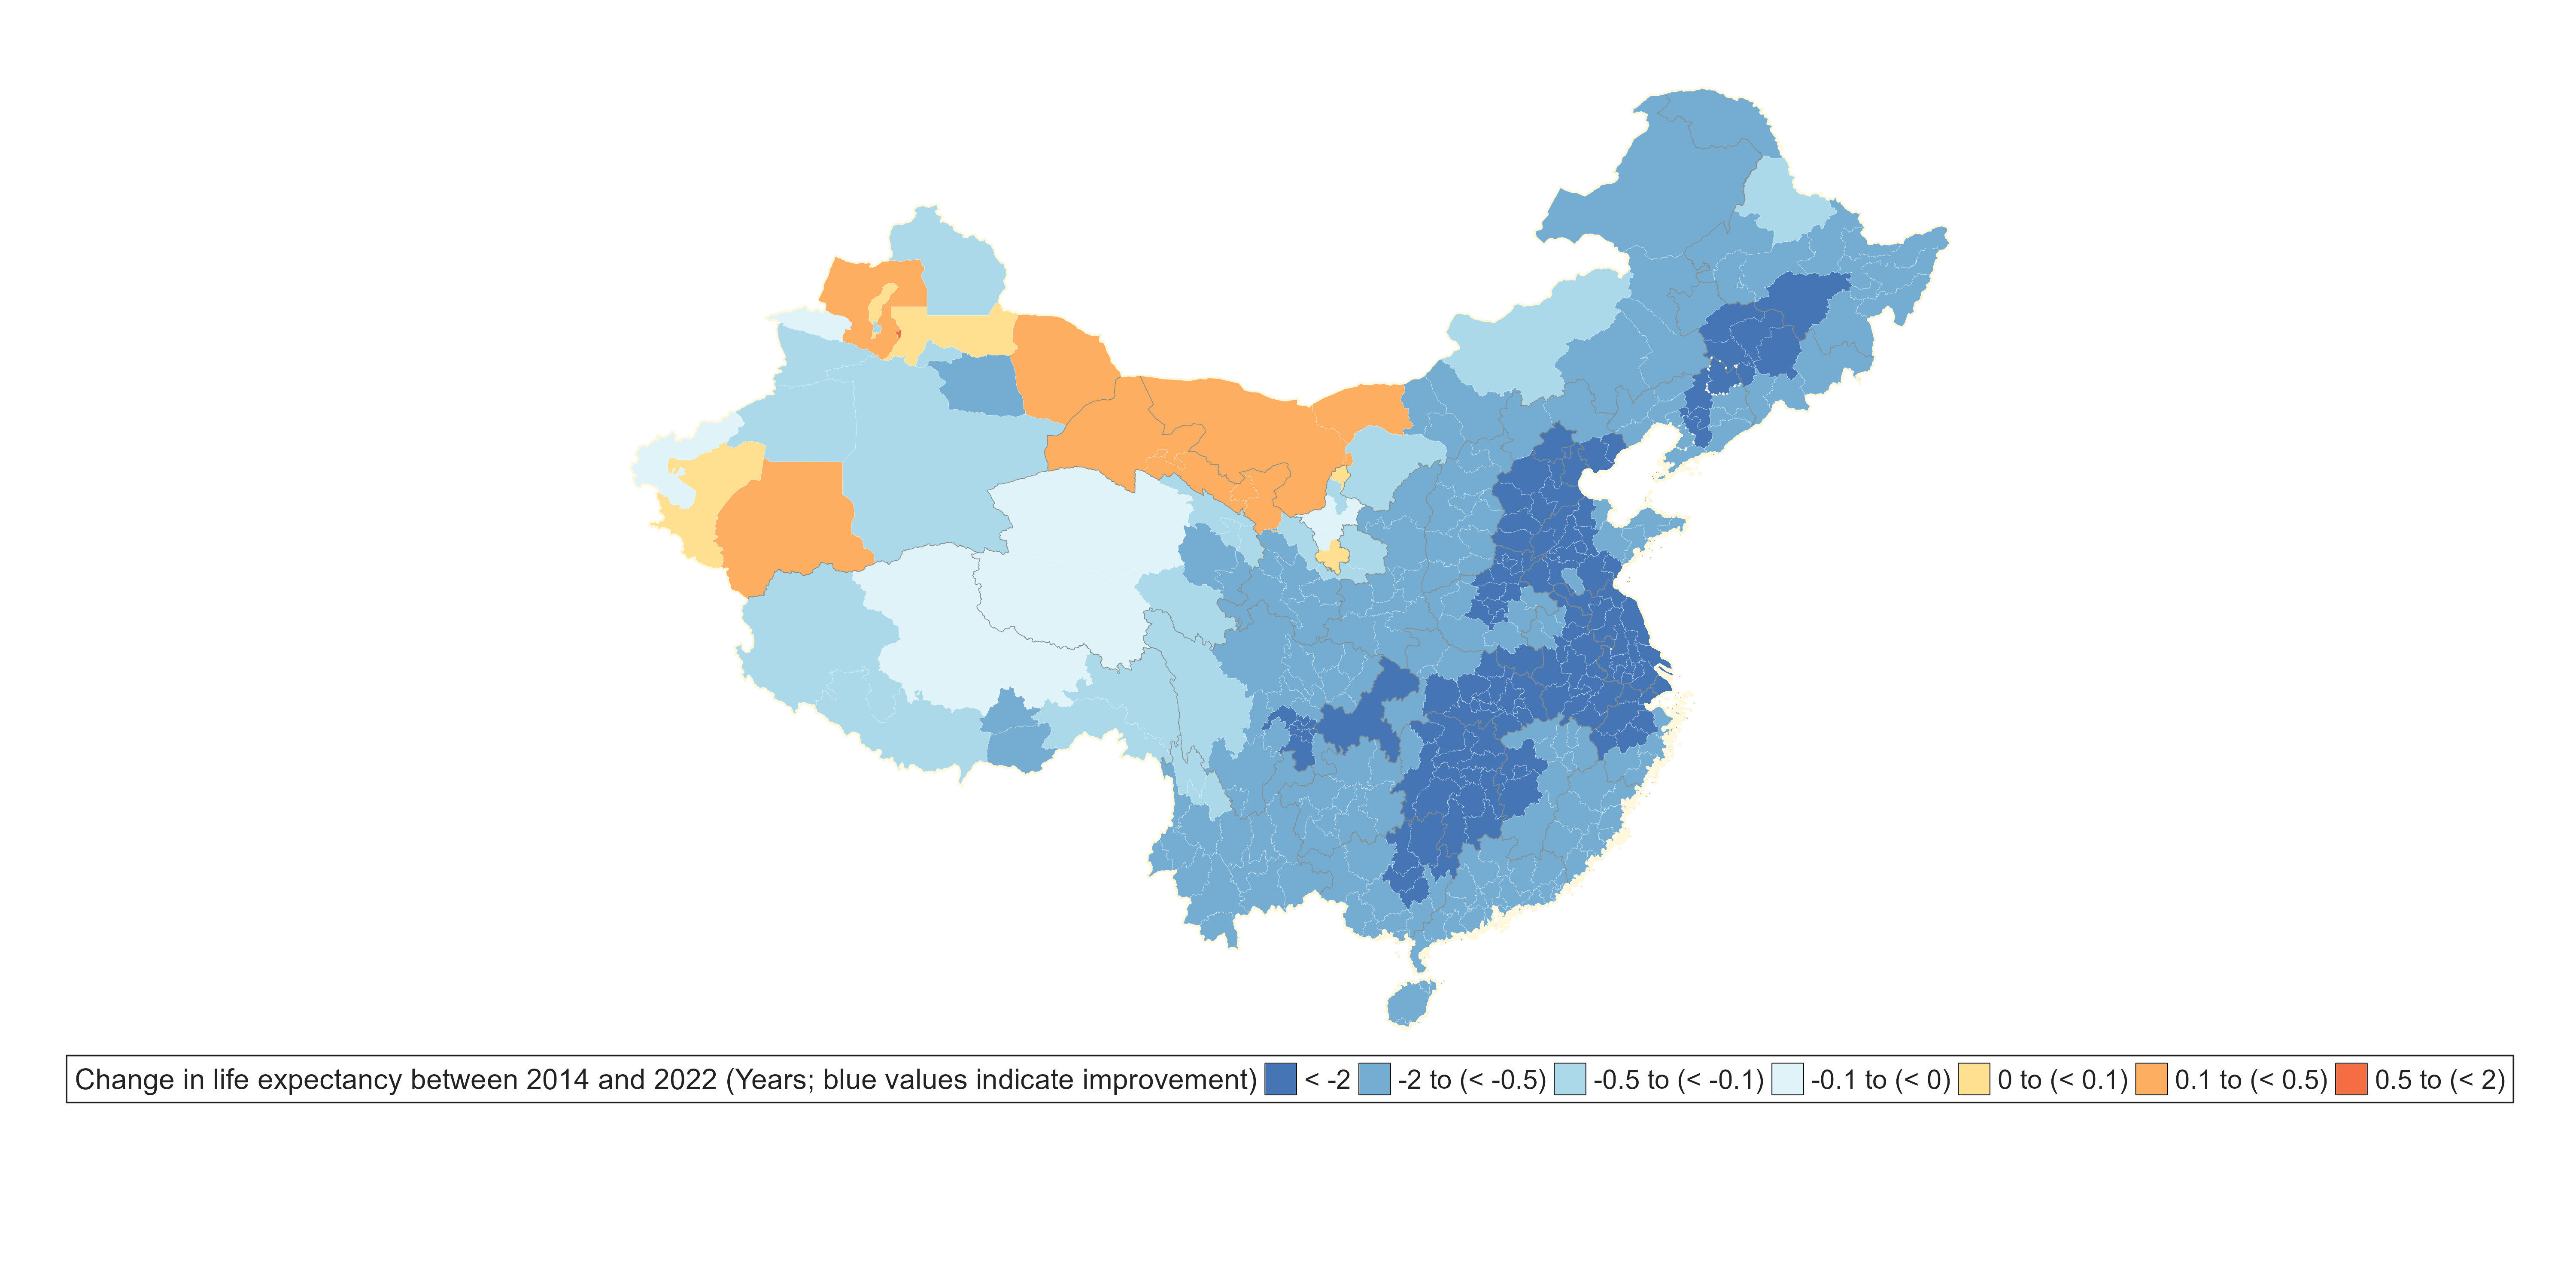 Change in life expectancy between 2014 and 2022 (Years; blue values indicate improvement) < -2 -2 to (< -0.5) -0.5 to (< -0.1) -0.1 to (< 0) 0 to (< 0.1) 0.1 to (< 0.5) 0.5 to (< 2)